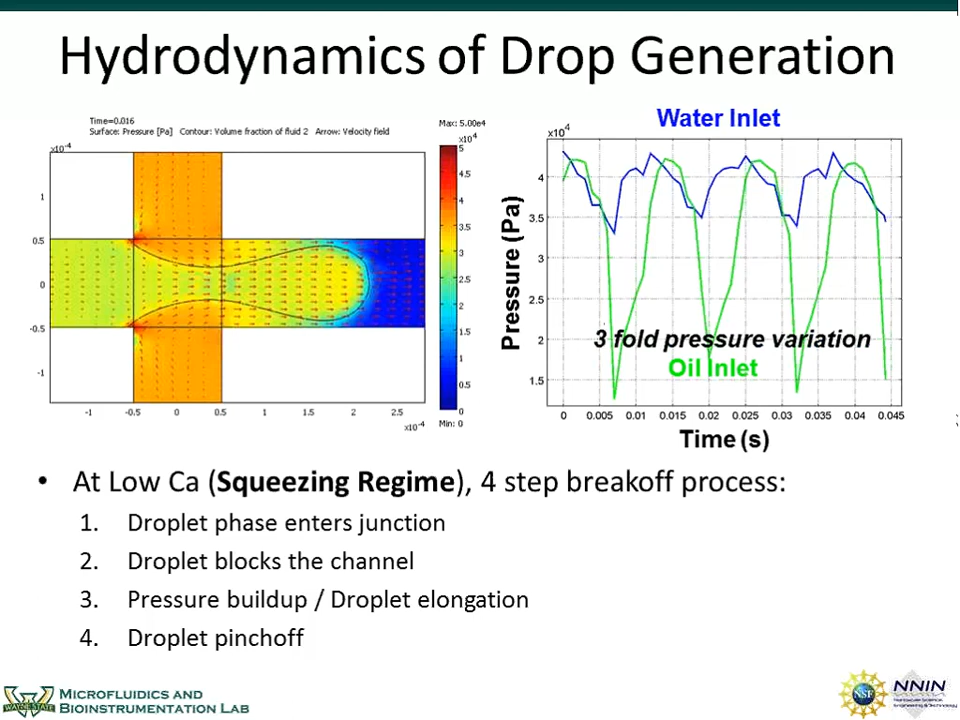 Hydrodynamics of Drop Generation
Time=0.016
Surface: Pressure [Pa] Contour: Volume fraction of fluid 2 Arrow: Velocity field
Max: 5.00e4
x10⁻⁴
x10⁴
1
0.5
0
-0.5
-1
-1 -0.5 0 0.5 1 1.5 2 2.5
x10⁻⁴
5
4.5
4
3.5
3
2.5
2
1.5
1
0.5
0
Min: 0
Water Inlet
x10⁴
Pressure (Pa)
4
3.5
3
2.5
2
1.5
3 fold pressure variation
Oil Inlet
0 0.005 0.01 0.015 0.02 0.025 0.03 0.035 0.04 0.045
Time (s)
• At Low Ca (Squeezing Regime), 4 step breakoff process:
1. Droplet phase enters junction
2. Droplet blocks the channel
3. Pressure buildup / Droplet elongation
4. Droplet pinchoff
WAYNE STATE
MICROFLUIDICS AND
BIOINSTRUMENTATION LAB
NSF
NNIN